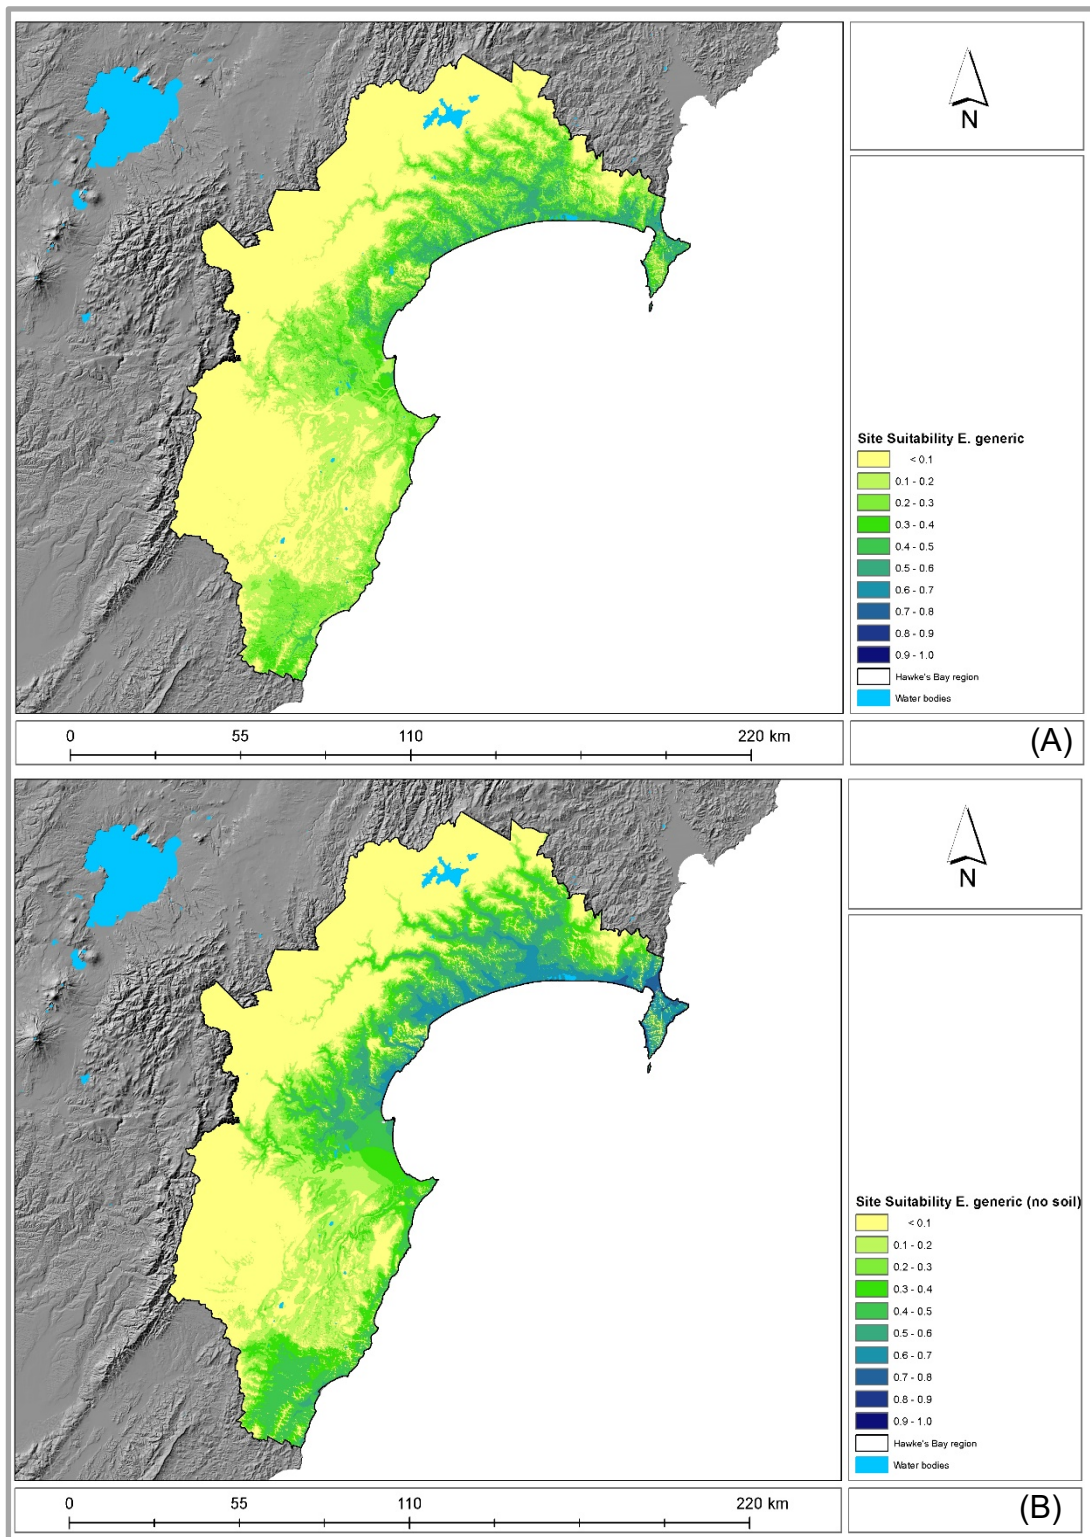 N
Site Suitability E. generic
< 0.1
0.1 - 0.2
0.2 - 0.3
0.3 - 0.4
0.4 - 0.5
0.5 - 0.6
0.6 - 0.7
0.7 - 0.8
0.8 - 0.9
0.9 - 1.0
Hawke's Bay region
Water bodies
0 55 110 220 km
(A)
N
Site Suitability E. generic (no soil)
< 0.1
0.1 - 0.2
0.2 - 0.3
0.3 - 0.4
0.4 - 0.5
0.5 - 0.6
0.6 - 0.7
0.7 - 0.8
0.8 - 0.9
0.9 - 1.0
Hawke's Bay region
Water bodies
0 55 110 220 km
(B)